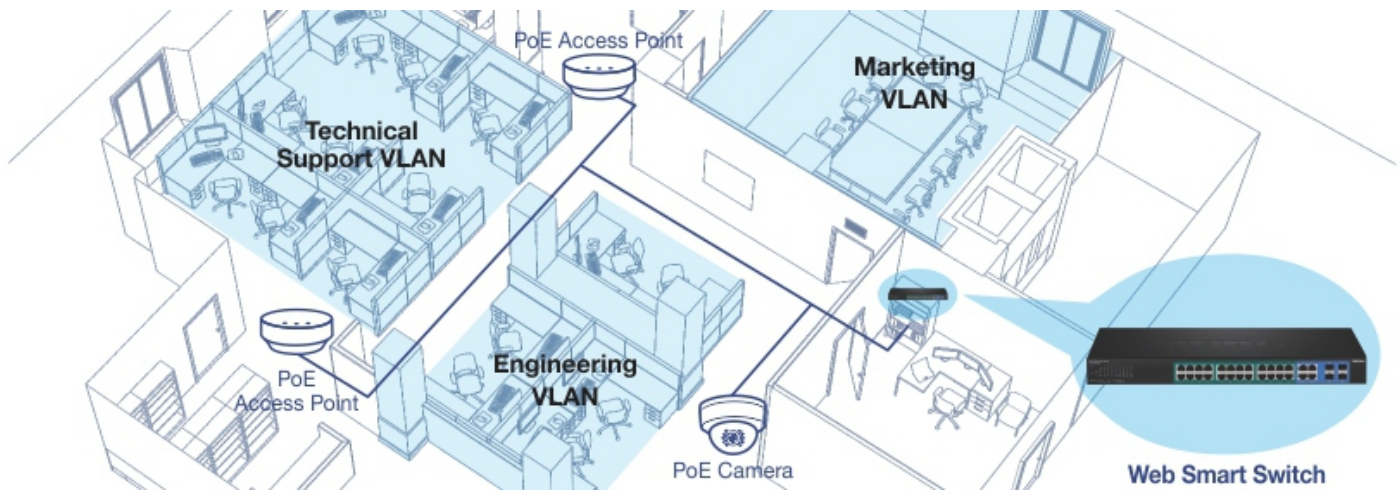 PoE Access Point
Marketing
VLAN
Technical
Support VLAN
Engineering
VLAN
PoE
Access Point
PoE Camera
Web Smart Switch